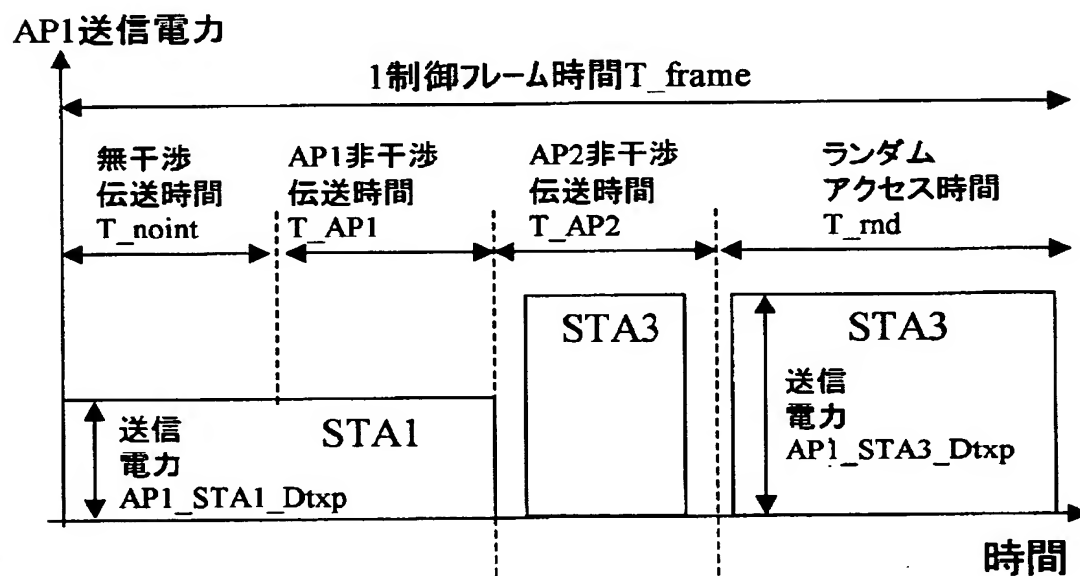 AP1送信電力
1制御フレーム時間T_frame
無干渉
伝送時間
T_noint
AP1非干渉
伝送時間
T_AP1
AP2非干渉
伝送時間
T_AP2
ランダム
アクセス時間
T_rnd
STA1
送信
電力
AP1_STA1_Dtxp
STA3
STA3
送信
電力
AP1_STA3_Dtxp
時間